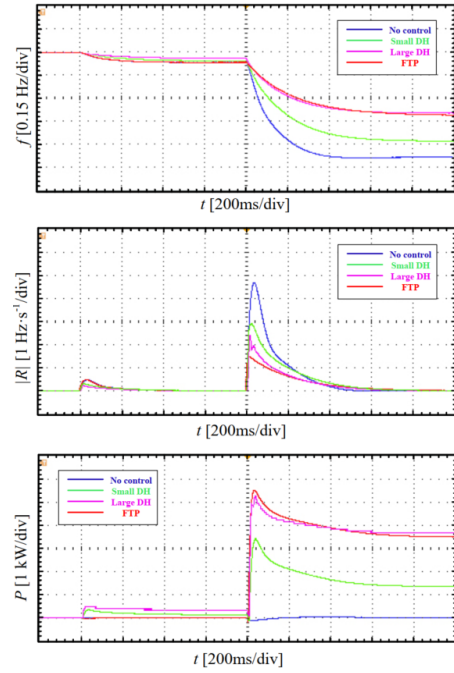 No control
Small DH
Large DH
FTP
f [0.15 Hz/div]
t [200ms/div]
No control
Small DH
Large DH
FTP
|R| [1 Hz·s⁻¹/div]
t [200ms/div]
No control
Small DH
Large DH
FTP
P [1 kW/div]
t [200ms/div]